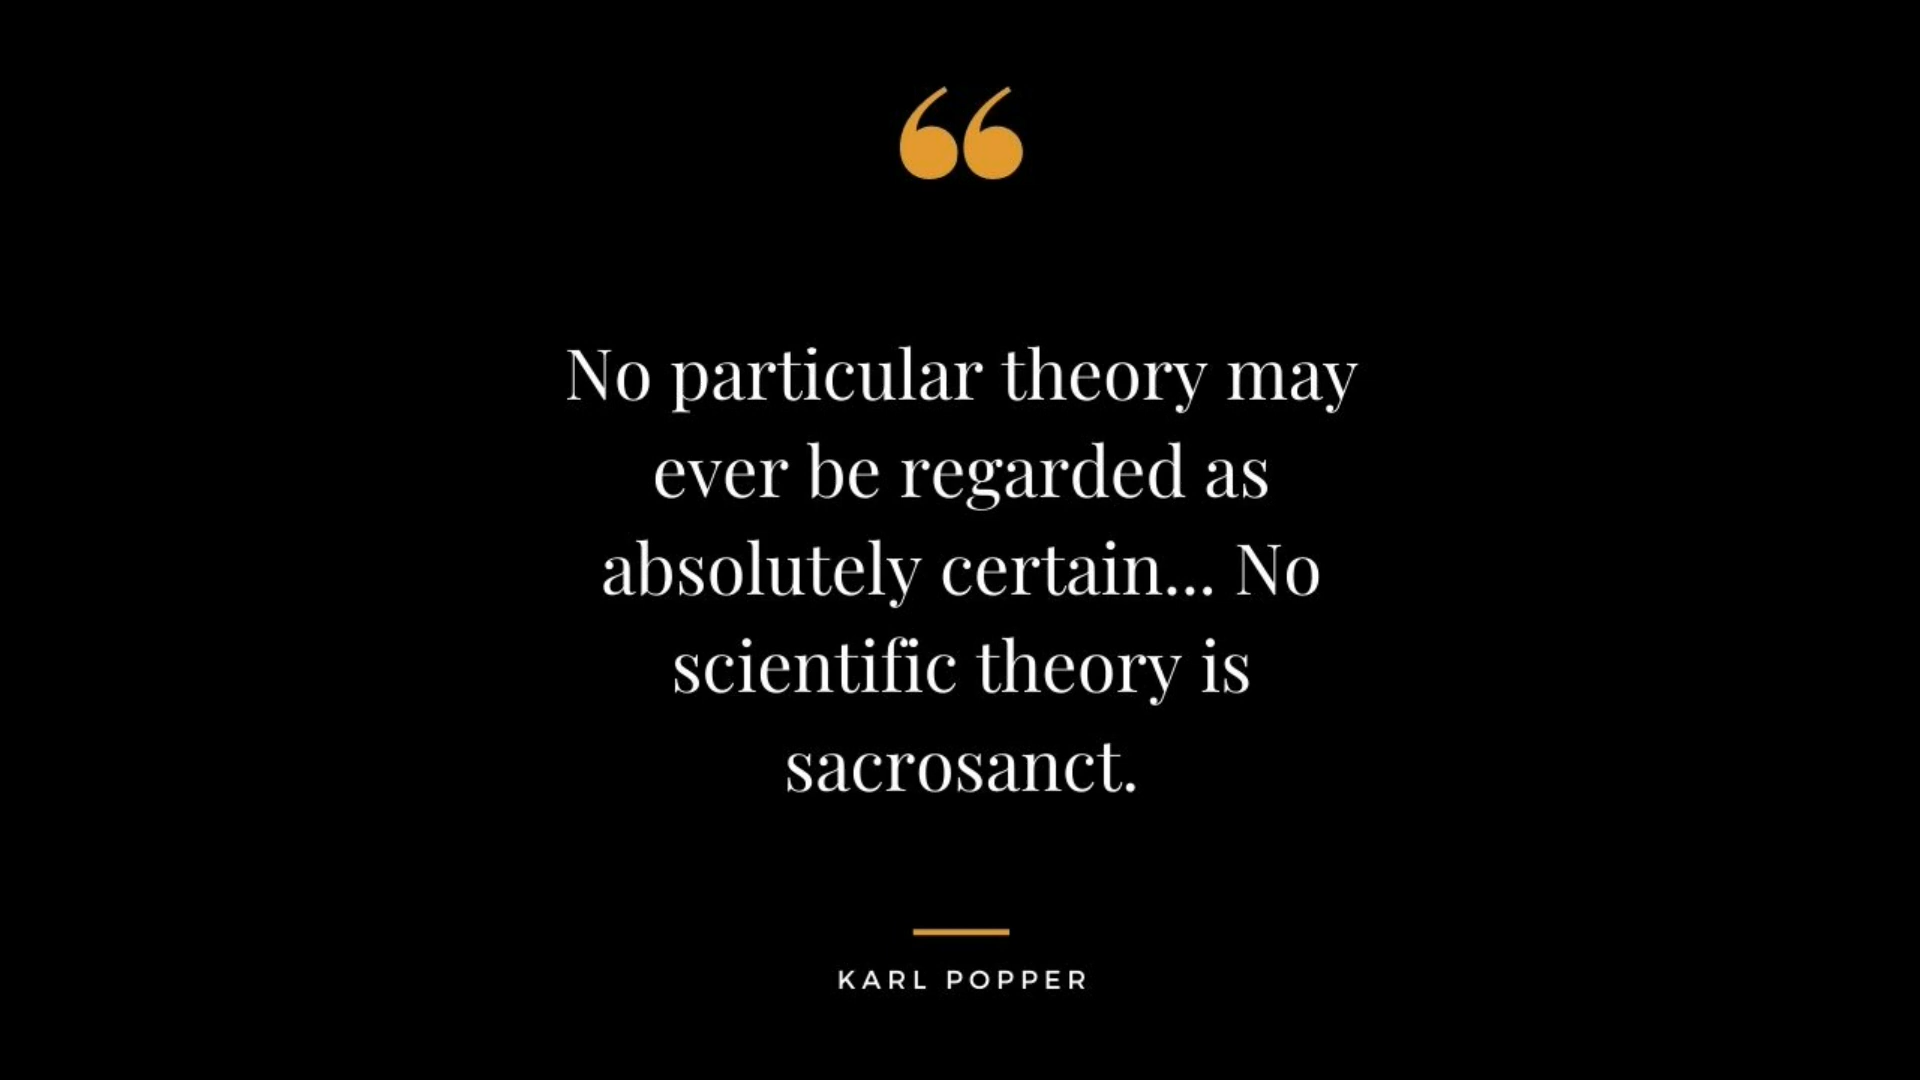 “
No particular theory may
ever be regarded as
absolutely certain... No
scientific theory is
sacrosanct.
KARL POPPER